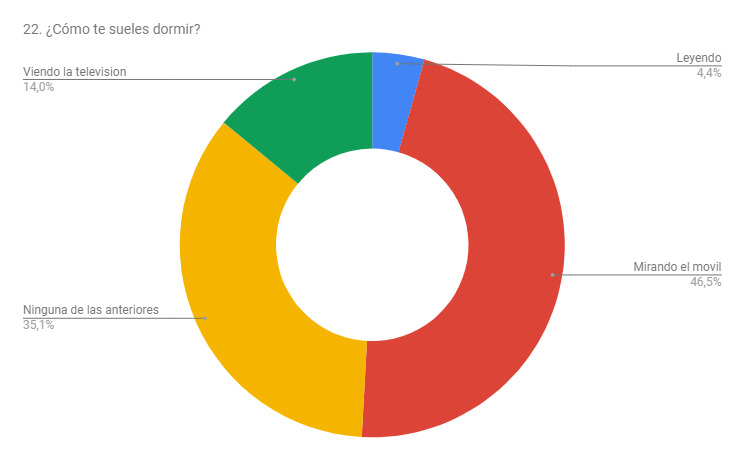 22. ¿Cómo te sueles dormir?
Leyendo
4,4%
Viendo la television
14,0%
Mirando el movil
46,5%
Ninguna de las anteriores
35,1%